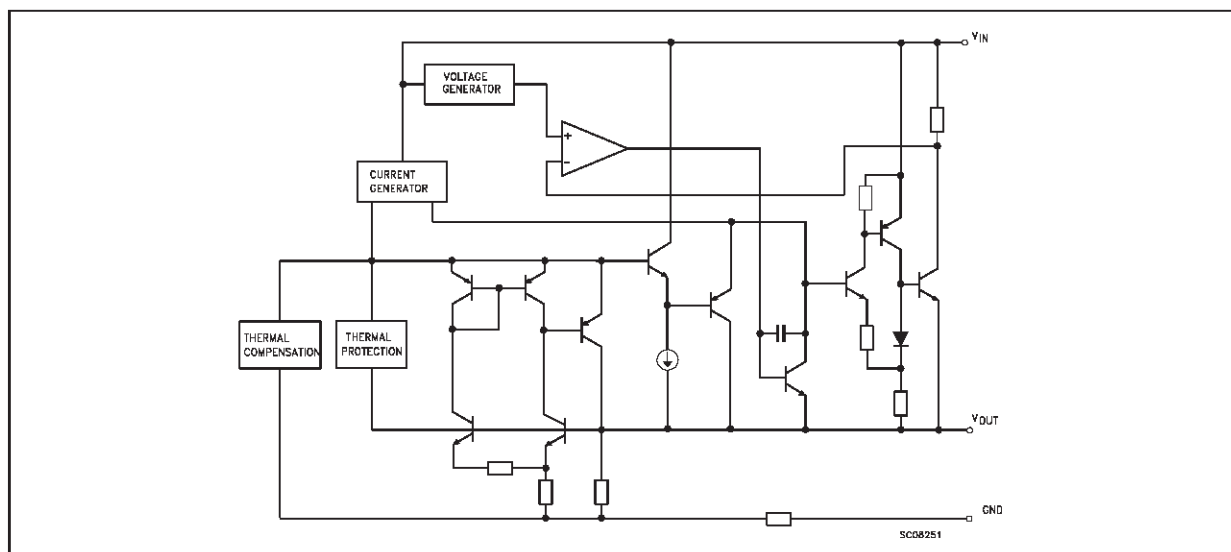 VIN
VOLTAGE
GENERATOR
+
−
CURRENT
GENERATOR
THERMAL
COMPENSATION
THERMAL
PROTECTION
VOUT
GND
SC08251